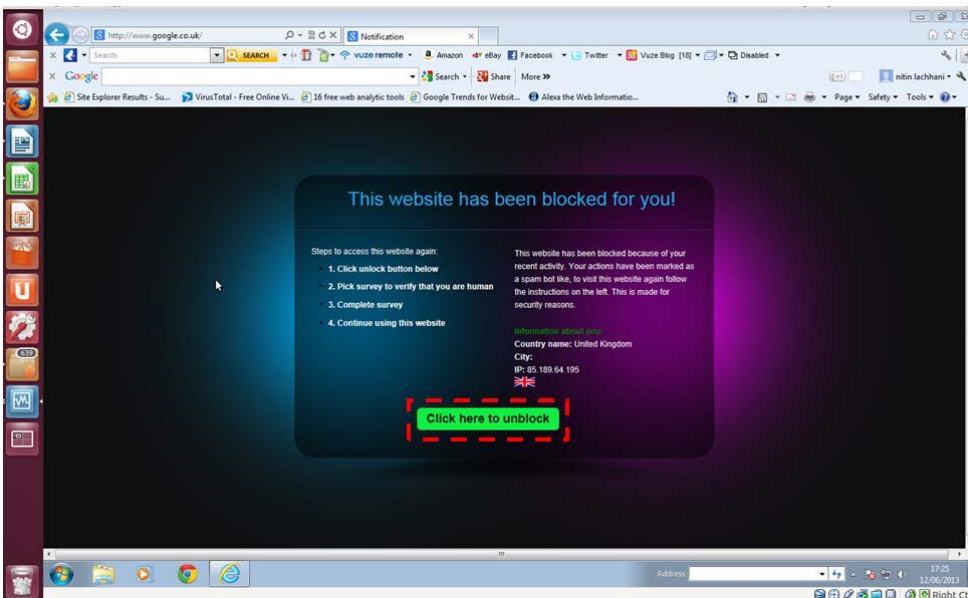 http://www.google.co.uk/
Notification
Search
SEARCH
vuze remote
Amazon
eBay
Facebook
Twitter
Vuze Blog [18]
Disabled
Google
Search
Share
More >>
nitin lachhani
Site Explorer Results - Su...
VirusTotal - Free Online Vi...
16 free web analytic tools
Google Trends for Websit...
Alexa the Web Informatio...
Page
Safety
Tools
This website has been blocked for you!
Steps to access this website again:
1. Click unlock button below
2. Pick survey to verify that you are human
3. Complete survey
4. Continue using this website
This website has been blocked because of your
recent activity. Your actions have been marked as
a spam bot like, to visit this website again follow
the instructions on the left. This is made for
security reasons.
Information about you:
Country name: United Kingdom
City:
IP: 85.189.64.195
Click here to unblock
639
Address
17:25
12/06/2013
Right Ct